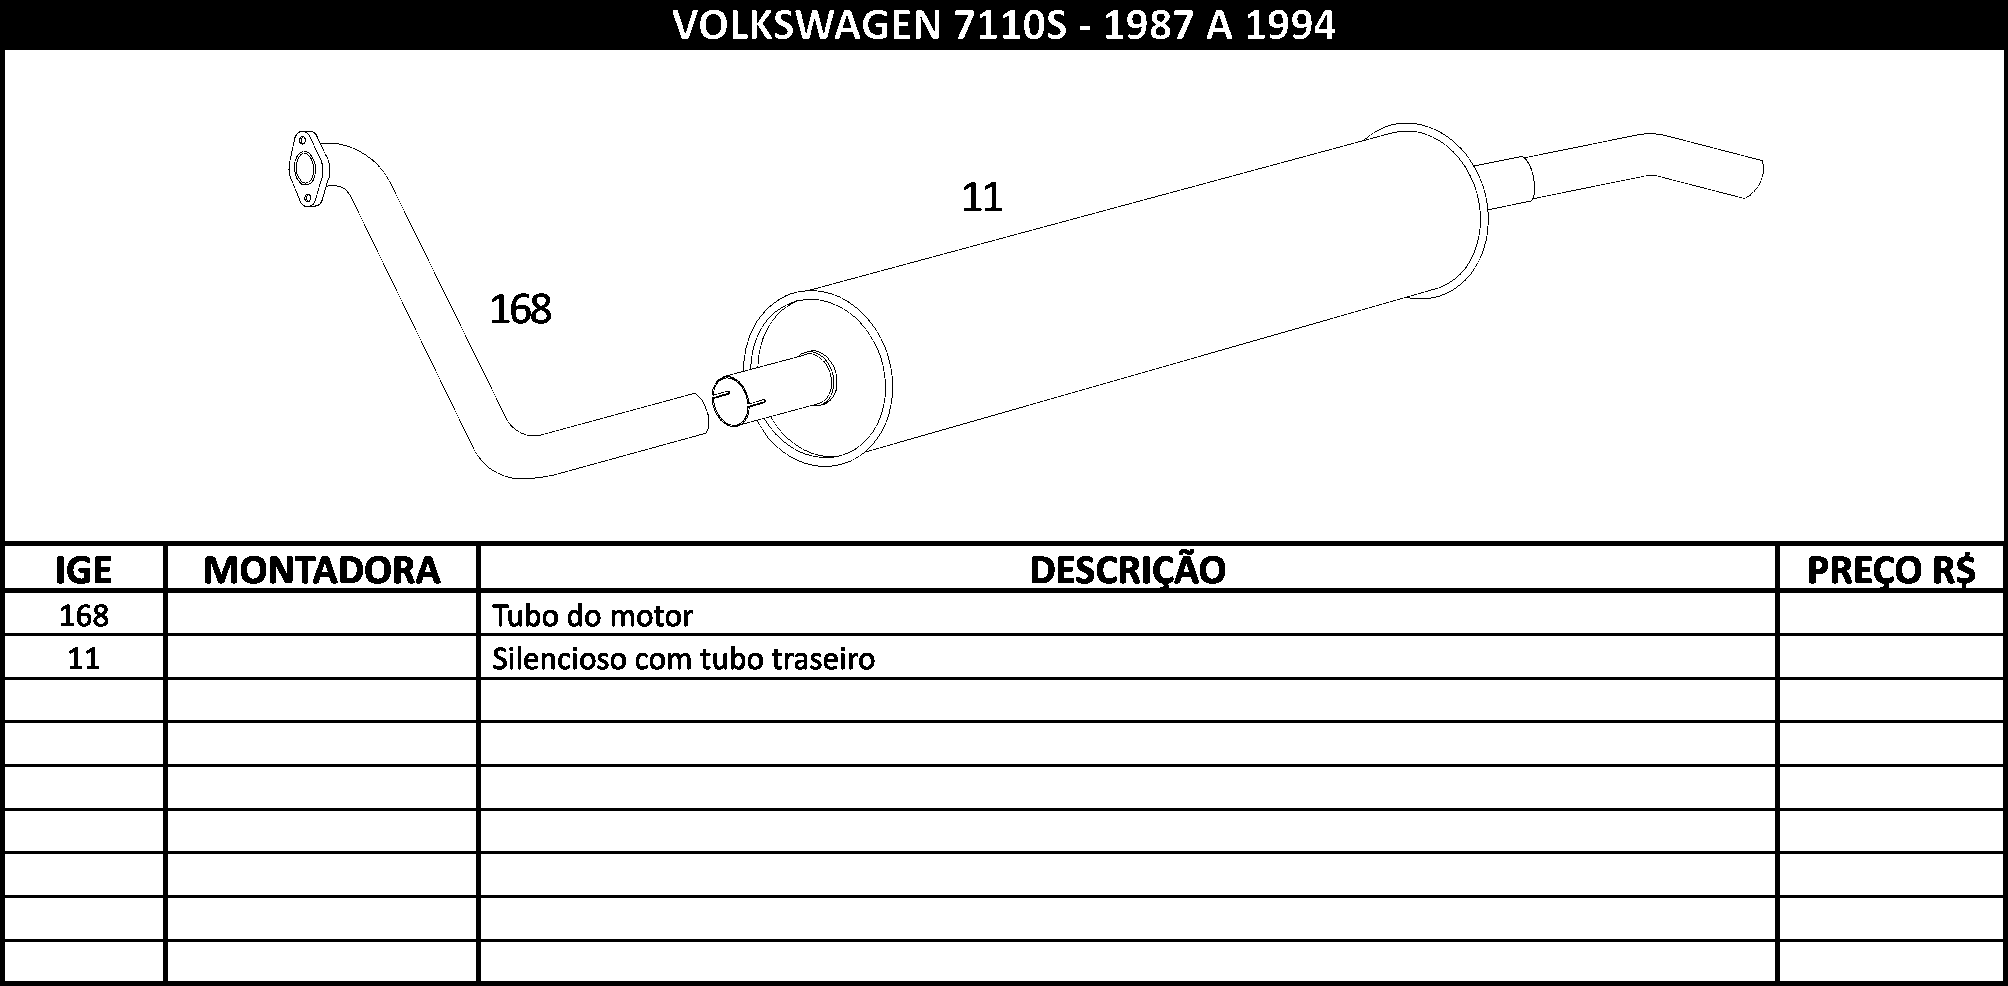 VOLKSWAGEN 7110S - 1987 A 1994
11
168
IGE MONTADORA DESCRIÇÃO PREÇO R$
168 Tubo do motor
11 Silencioso com tubo traseiro